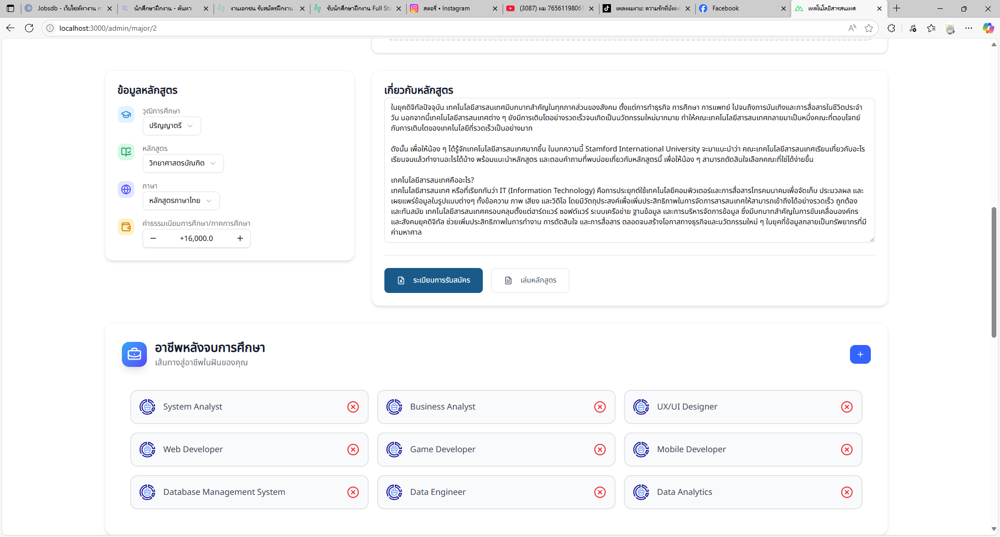 Jobsdb - เว็บไซต์หางาน ก
นักศึกษาฝึกงาน - ค้นหา
งานเอกชน รับสมัครฝึกงาน
รับนักศึกษาฝึกงาน Full Sta
สตอรี่ • Instagram
(3087) ผม 76561198061
เพลงงมงาย: ความรักที่ยังคง
Facebook
เทคโนโลยีสารสนเทศ
localhost:3000/admin/major/2
ข้อมูลหลักสูตร
วุฒิการศึกษา
ปริญญาตรี
หลักสูตร
วิทยาศาสตรบัณฑิต
ภาษา
หลักสูตรภาษาไทย
ค่าธรรมเนียมการศึกษา/ภาคการศึกษา
+16,000.0
เกี่ยวกับหลักสูตร
ในยุคดิจิทัลปัจจุบัน เทคโนโลยีสารสนเทศมีบทบาทสำคัญในทุกภาคส่วนของสังคม ตั้งแต่การทำธุรกิจ การศึกษา การแพทย์ ไปจนถึงการบันเทิงและการสื่อสารในชีวิตประจำ
วัน นอกจากนี้เทคโนโลยีสารสนเทศต่าง ๆ ยังมีการเติบโตอย่างรวดเร็วจนเกิดเป็นนวัตกรรมใหม่มากมาย ทำให้คณะเทคโนโลยีสารสนเทศกลายมาเป็นหนึ่งคณะที่ตอบโจทย์
กับการเติบโตของเทคโนโลยีที่รวดเร็วเป็นอย่างมาก
ดังนั้น เพื่อให้น้อง ๆ ได้รู้จักเทคโนโลยีสารสนเทศมากขึ้น ในบทความนี้ Stamford International University จะมาแนะนำว่า คณะเทคโนโลยีสารสนเทศเรียนเกี่ยวกับอะไร
เรียนจบแล้วทำงานอะไรได้บ้าง พร้อมแนะนำหลักสูตร และตอบคำถามที่พบบ่อยเกี่ยวกับหลักสูตรนี้ เพื่อให้น้อง ๆ สามารถตัดสินใจเลือกคณะที่ใช่ได้ง่ายขึ้น
เทคโนโลยีสารสนเทศคืออะไร?
เทคโนโลยีสารสนเทศ หรือที่เรียกกันว่า IT (Information Technology) คือการประยุกต์ใช้เทคโนโลยีคอมพิวเตอร์และการสื่อสารโทรคมนาคมเพื่อจัดเก็บ ประมวลผล และ
เผยแพร่ข้อมูลในรูปแบบต่างๆ ทั้งข้อความ ภาพ เสียง และวิดีโอ โดยมีวัตถุประสงค์เพื่อเพิ่มประสิทธิภาพในการจัดการสารสนเทศให้สามารถเข้าถึงได้อย่างรวดเร็ว ถูกต้อง
และทันสมัย เทคโนโลยีสารสนเทศครอบคลุมตั้งแต่ฮาร์ดแวร์ ซอฟต์แวร์ ระบบเครือข่าย ฐานข้อมูล และการบริหารจัดการข้อมูล ซึ่งมีบทบาทสำคัญในการขับเคลื่อนองค์กร
และสังคมยุคดิจิทัล ช่วยเพิ่มประสิทธิภาพในการทำงาน การตัดสินใจ และการสื่อสาร ตลอดจนสร้างโอกาสทางธุรกิจและนวัตกรรมใหม่ ๆ ในยุคที่ข้อมูลกลายเป็นทรัพยากรที่มี
ค่ามหาศาล
ระเบียบการรับสมัคร
เล่มหลักสูตร
อาชีพหลังจบการศึกษา
เส้นทางสู่อาชีพในฝันของคุณ
System Analyst
Business Analyst
UX/UI Designer
Web Developer
Game Developer
Mobile Developer
Database Management System
Data Engineer
Data Analytics